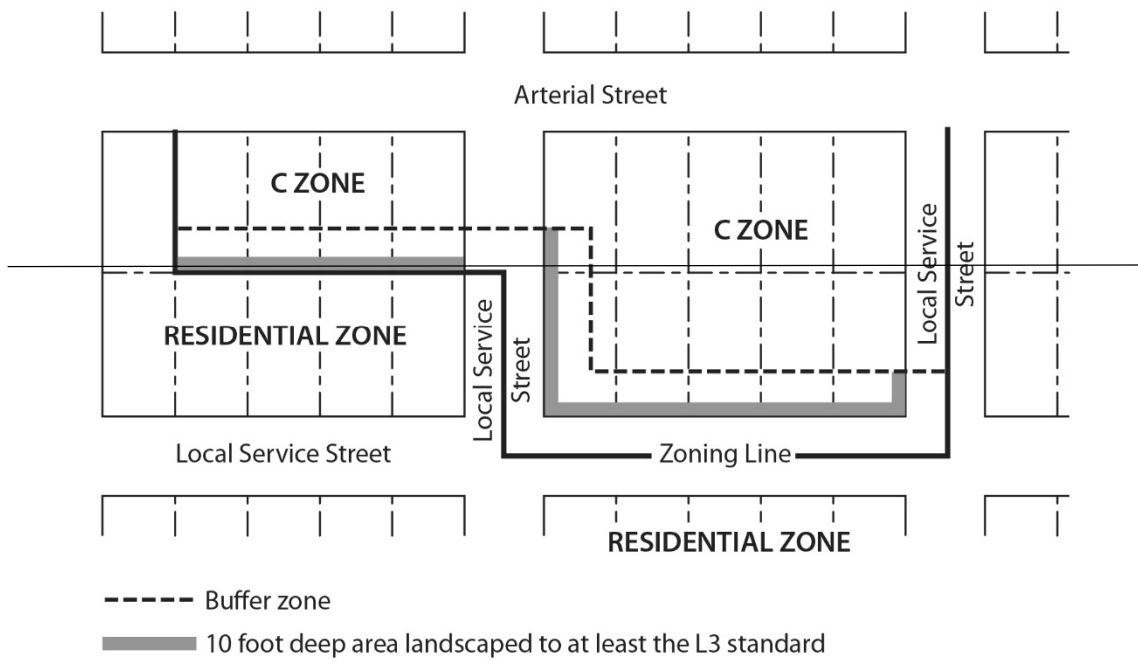 Arterial Street
C ZONE
C ZONE
Local Service
Street
RESIDENTIAL ZONE
Local Service
Street
Local Service Street
Zoning Line
RESIDENTIAL ZONE
Buffer zone
10 foot deep area landscaped to at least the L3 standard